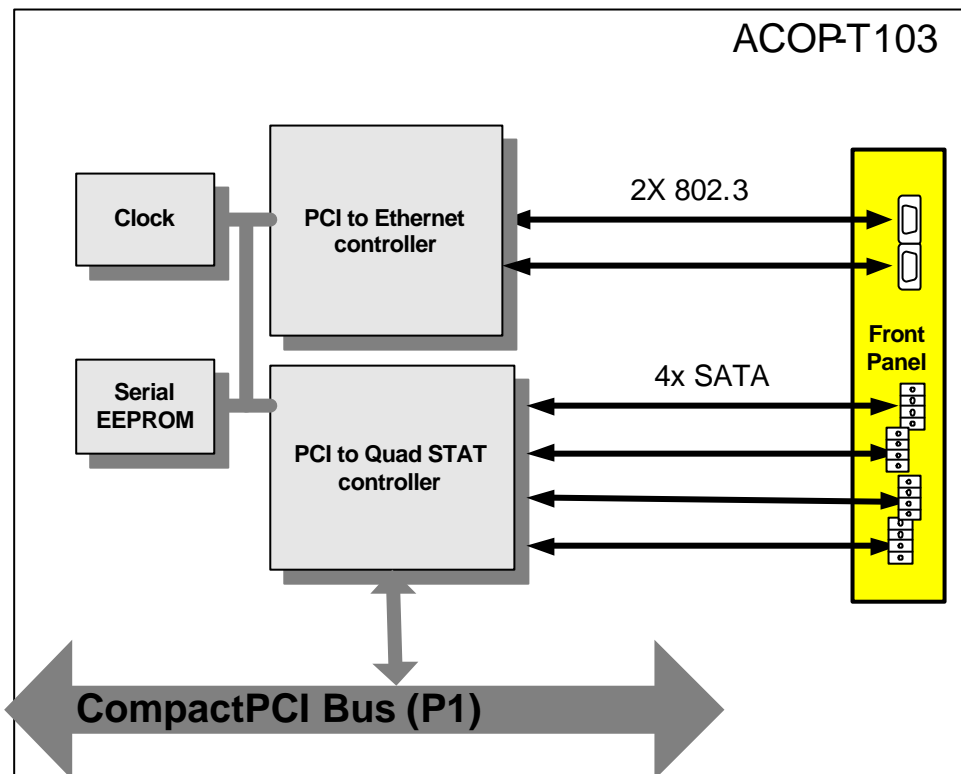 ACOP-T103
Clock
PCI to Ethernet
controller
2X 802.3
Front
Panel
Serial
EEPROM
4x SATA
PCI to Quad STAT
controller
CompactPCI Bus (P1)